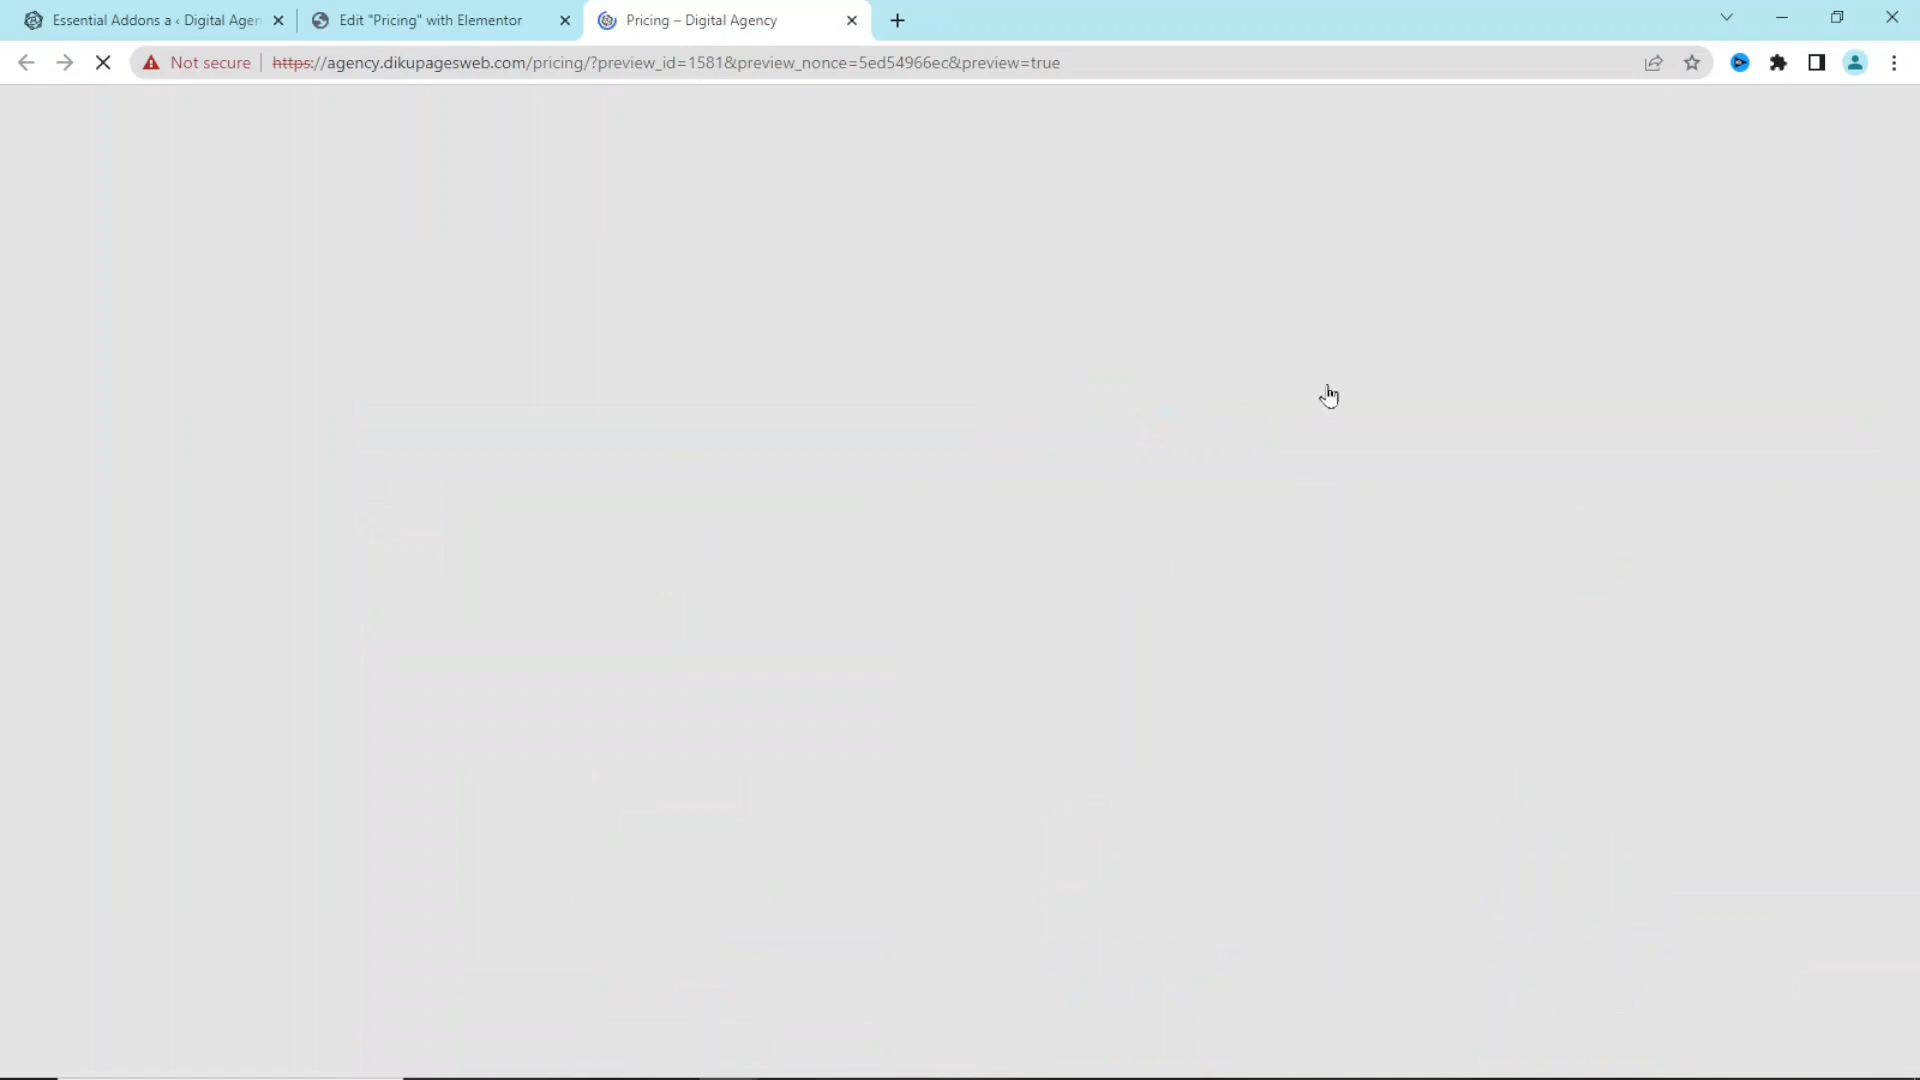 Essential Addons a ‹ Digital Agen
Edit "Pricing" with Elementor
Pricing – Digital Agency
Not secure
https://agency.dikupagesweb.com/pricing/?preview_id=1581&preview_nonce=5ed54966ec&preview=true